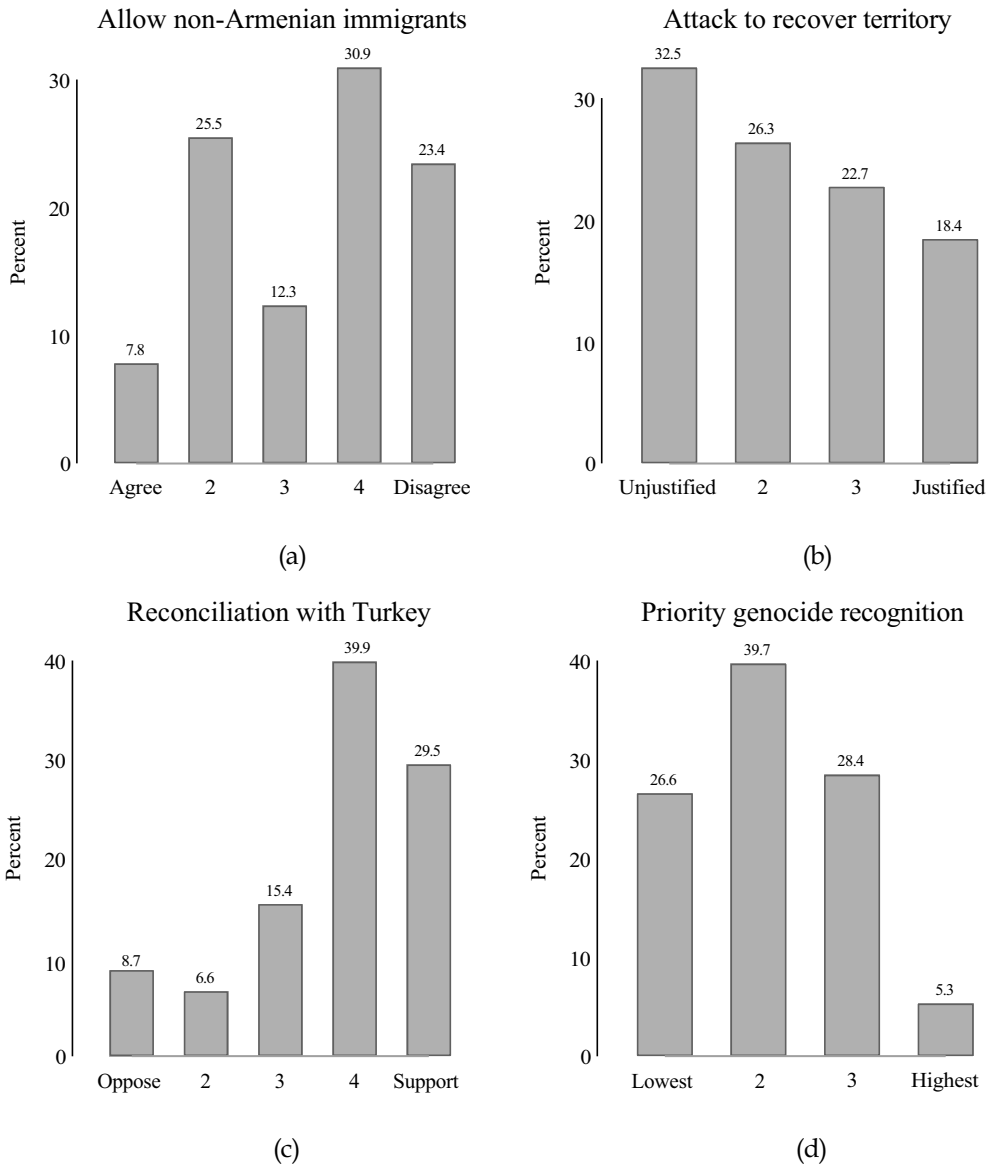 Allow non-Armenian immigrants
Percent
30
20
10
0
7.8
25.5
12.3
30.9
23.4
Agree 2 3 4 Disagree
(a)
Attack to recover territory
Percent
30
20
10
0
32.5
26.3
22.7
18.4
Unjustified 2 3 Justified
(b)
Reconciliation with Turkey
Percent
40
30
20
10
0
8.7
6.6
15.4
39.9
29.5
Oppose 2 3 4 Support
(c)
Priority genocide recognition
Percent
40
30
20
10
0
26.6
39.7
28.4
5.3
Lowest 2 3 Highest
(d)